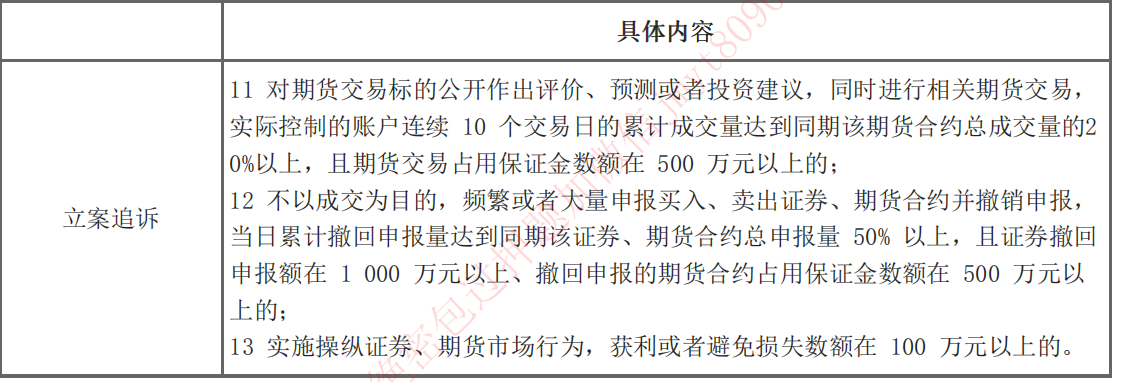 具体内容
立案追诉
11 对期货交易标的公开作出评价、预测或者投资建议，同时进行相关期货交易，
实际控制的账户连续 10 个交易日的累计成交量达到同期该期货合约总成交量的2
0%以上，且期货交易占用保证金数额在 500 万元以上的；
12 不以成交为目的，频繁或者大量申报买入、卖出证券、期货合约并撤销申报，
当日累计撤回申报量达到同期该证券、期货合约总申报量 50% 以上，且证券撤回
申报额在 1 000 万元以上、撤回申报的期货合约占用保证金数额在 500 万元以
上的；
13 实施操纵证券、期货市场行为，获利或者避免损失数额在 100 万元以上的。